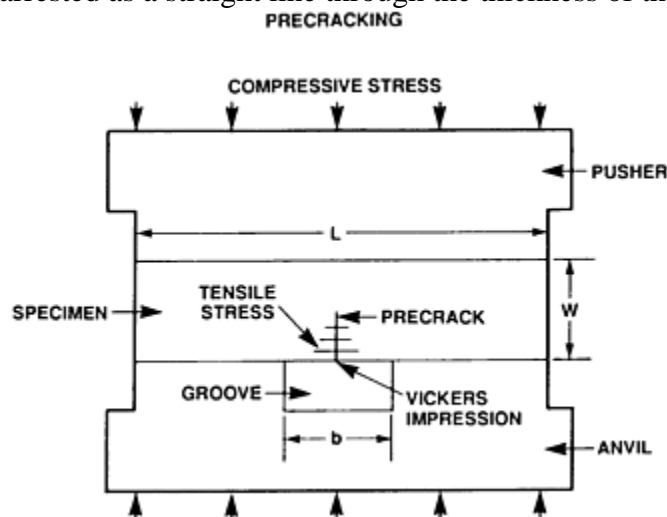 arrested as a straight line through the thickness of th
PRECRACKING
COMPRESSIVE STRESS
PUSHER
L
TENSILE
STRESS
PRECRACK
W
SPECIMEN
GROOVE
VICKERS
IMPRESSION
b
ANVIL